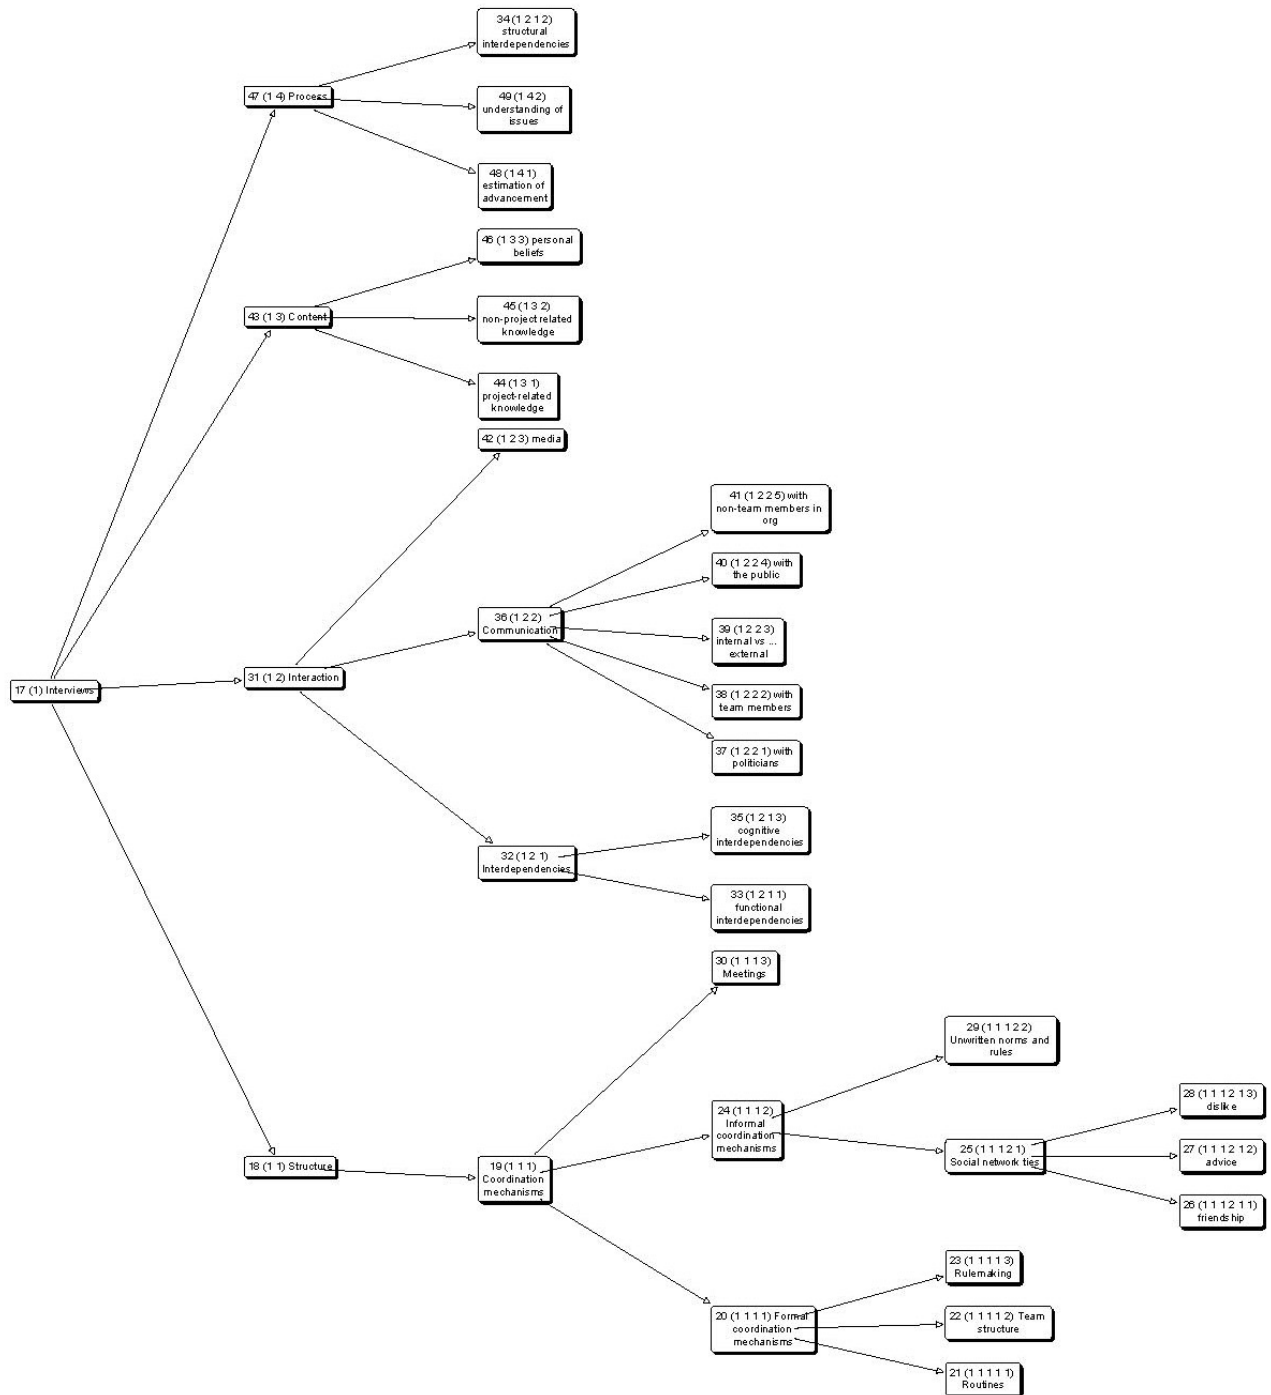 34 (1 2 1 2)
structural
interdependencies
47 (1 4) Process
49 (1 4 2)
understanding of
issues
48 (1 4 1)
estimation of
advancement
46 (1 3 3) personal
beliefs
43 (1 3) Content
45 (1 3 2)
non-project related
knowledge
44 (1 3 1)
project-related
knowledge
42 (1 2 3) media
41 (1 2 2 5) with
non-team members in
org
40 (1 2 2 4) with
the public
36 (1 2 2)
Communication
39 (1 2 2 3)
internal vs ...
external
31 (1 2) Interaction
17 (1) Interviews
38 (1 2 2 2) with
team members
37 (1 2 2 1) with
politicians
35 (1 2 1 3)
cognitive
interdependencies
32 (1 2 1)
Interdependencies
33 (1 2 1 1)
functional
interdependencies
30 (1 1 1 3)
Meetings
29 (1 1 1 2 2)
Unwritten norms and
rules
28 (1 1 1 2 1 3)
dislike
24 (1 1 1 2)
Informal
coordination
mechanisms
25 (1 1 1 2 1)
Social network ties
27 (1 1 1 2 1 2)
advice
18 (1 1) Structure
19 (1 1 1)
Coordination
mechanisms
26 (1 1 1 2 1 1)
friendship
23 (1 1 1 1 3)
Rulemaking
20 (1 1 1 1) Formal
coordination
mechanisms
22 (1 1 1 1 2) Team
structure
21 (1 1 1 1 1)
Routines